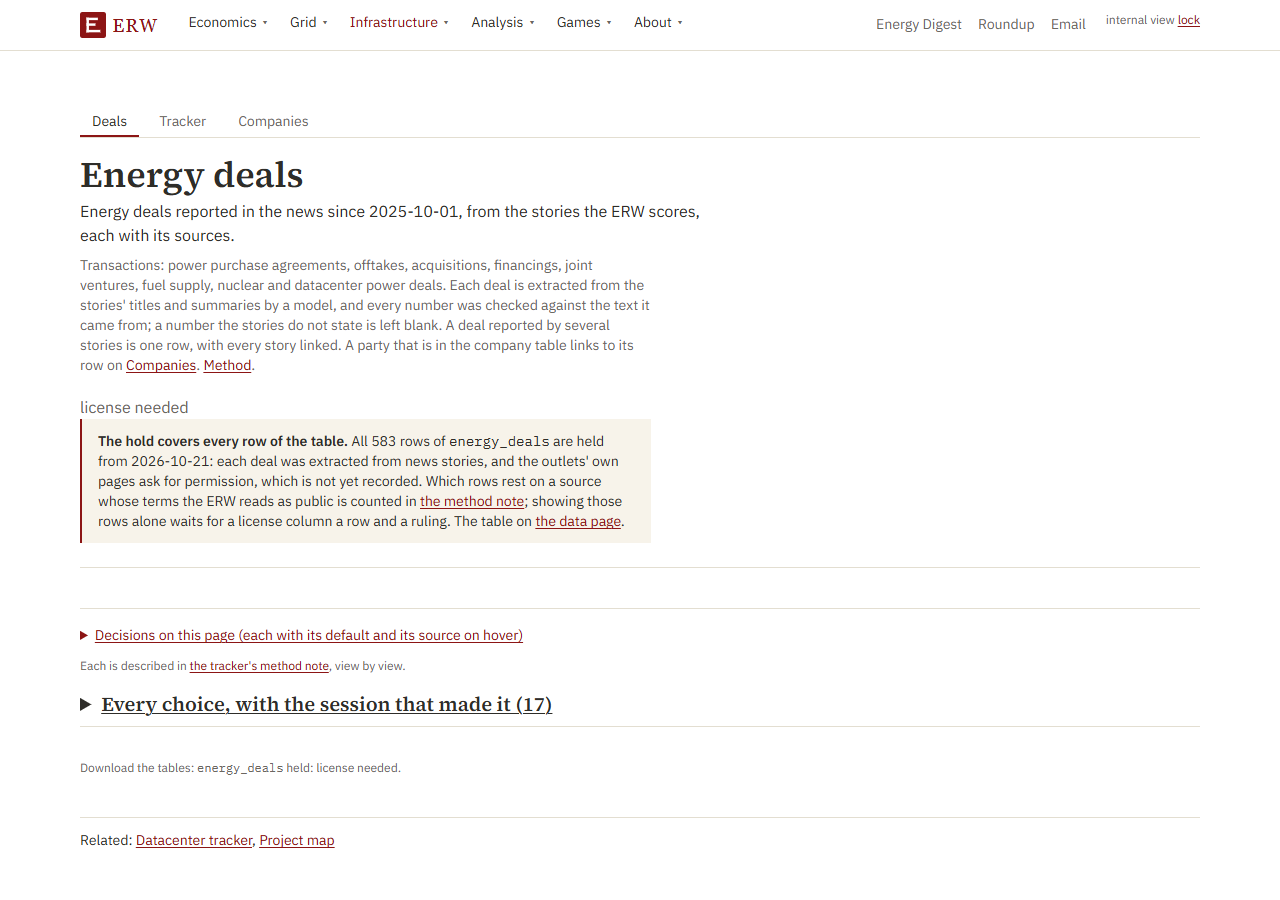 E ERW Economics Grid Infrastructure Analysis Games About Energy Digest Roundup Email internal view lock
Deals Tracker Companies
Energy deals
Energy deals reported in the news since 2025-10-01, from the stories the ERW scores,
each with its sources.
Transactions: power purchase agreements, offtakes, acquisitions, financings, joint
ventures, fuel supply, nuclear and datacenter power deals. Each deal is extracted from the
stories' titles and summaries by a model, and every number was checked against the text it
came from; a number the stories do not state is left blank. A deal reported by several
stories is one row, with every story linked. A party that is in the company table links to its
row on Companies. Method.
license needed
The hold covers every row of the table. All 583 rows of energy_deals are held
from 2026-10-21: each deal was extracted from news stories, and the outlets' own
pages ask for permission, which is not yet recorded. Which rows rest on a source
whose terms the ERW reads as public is counted in the method note; showing those
rows alone waits for a license column a row and a ruling. The table on the data page.
Decisions on this page (each with its default and its source on hover)
Each is described in the tracker's method note, view by view.
Every choice, with the session that made it (17)
Download the tables: energy_deals held: license needed.
Related: Datacenter tracker, Project map